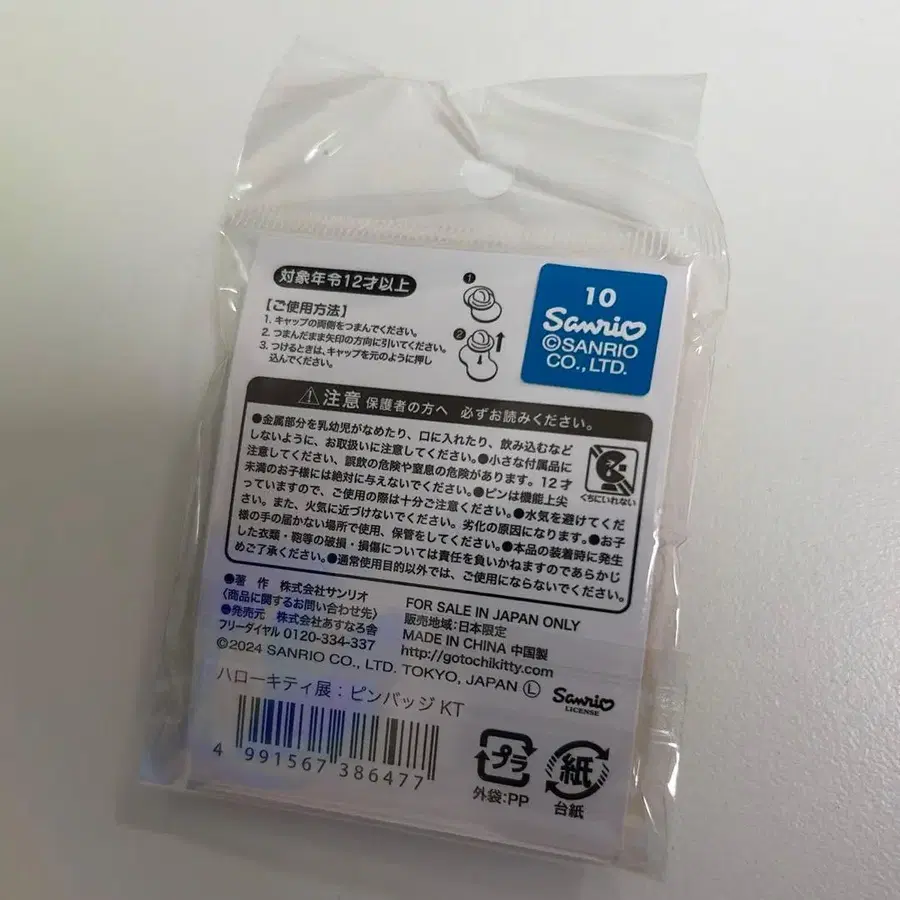 対象年令12才以上
【ご使用方法】
1. キャップの両側をつまんでください。
2. つまんだまま矢印の方向に引いてください。
3. つけるときは、キャップを元のように押し
込んでください。
1
2
10
Sanrio
©SANRIO
CO.,LTD.
注意 保護者の方へ 必ずお読みください。
●金属部分を乳幼児がなめたり、口に入れたり、飲み込むなど
しないように、お取扱いに注意してください。●小さな付属品に
注意してください、誤飲の危険や窒息の危険があります。12才
未満のお子様には絶対に与えないでください。●ピンは機能上尖
っていますので、ご使用の際は十分ご注意ください。●水気を避けてくだ
さい。また、火気に近づけないでください。劣化の原因になります。●お子
様の手の届かない場所で使用、保管をしてください。●本品の装着時に発生
した衣類・鞄等の破損・損傷については責任を負いかねますのであらかじ
めご了承ください。●通常使用目的以外では、ご使用にならないでください。
くちにいれない
●著 作 株式会社サンリオ
〈商品に関するお問い合わせ先〉
●発売元 株式会社あすなろ舎
フリーダイヤル 0120-334-337
FOR SALE IN JAPAN ONLY
販売地域:日本限定
MADE IN CHINA 中国製
http://gotochikitty.com
©2024 SANRIO CO., LTD. TOKYO, JAPAN Ⓛ
Sanrio
LICENSE
ハローキティ展：ピンバッジ KT
4 991567 386477
プラ
外袋:PP
紙
台紙